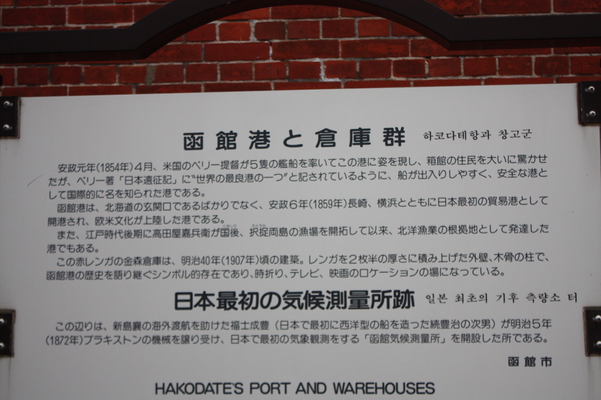 函館港と倉庫群 하코다테항과 창고군
安政元年(1854年)4月、米国のペリー提督が5隻の艦船を率いてこの港に姿を現し、箱館の住民を大いに驚かせ
たが、ペリー著「日本遠征記」に"世界の最良港の一つ"と記されているように、船が出入りしやすく、安全な港と
して国際的に名を知られた港である。
函館港は、北海道の玄関口であるばかりでなく、安政6年(1859年)長崎、横浜とともに日本最初の貿易港として
開港され、欧米文化が上陸した港である。
また、江戸時代後期に高田屋嘉兵衛が国後、択捉両島の漁場を開拓して以来、北洋漁業の根拠地として発達した
港でもある。
この赤レンガの金森倉庫は、明治40年(1907年)頃の建築。レンガを2枚半の厚さに積み上げた外壁、木骨の柱で、
函館港の歴史を語り継ぐシンボル的存在であり、時折り、テレビ、映画のロケーションの場になっている。
日本最初の気候測量所跡 일본 최초의 기후 측량소 터
この辺りは、新島襄の海外渡航を助けた福士成豊(日本で最初に西洋型の船を造った続豊治の次男)が明治5年
(1872年)ブラキストンの機械を譲り受け、日本で最初の気象観測をする「函館気候測量所」を開設した所である。
函館市
HAKODATE'S PORT AND WAREHOUSES